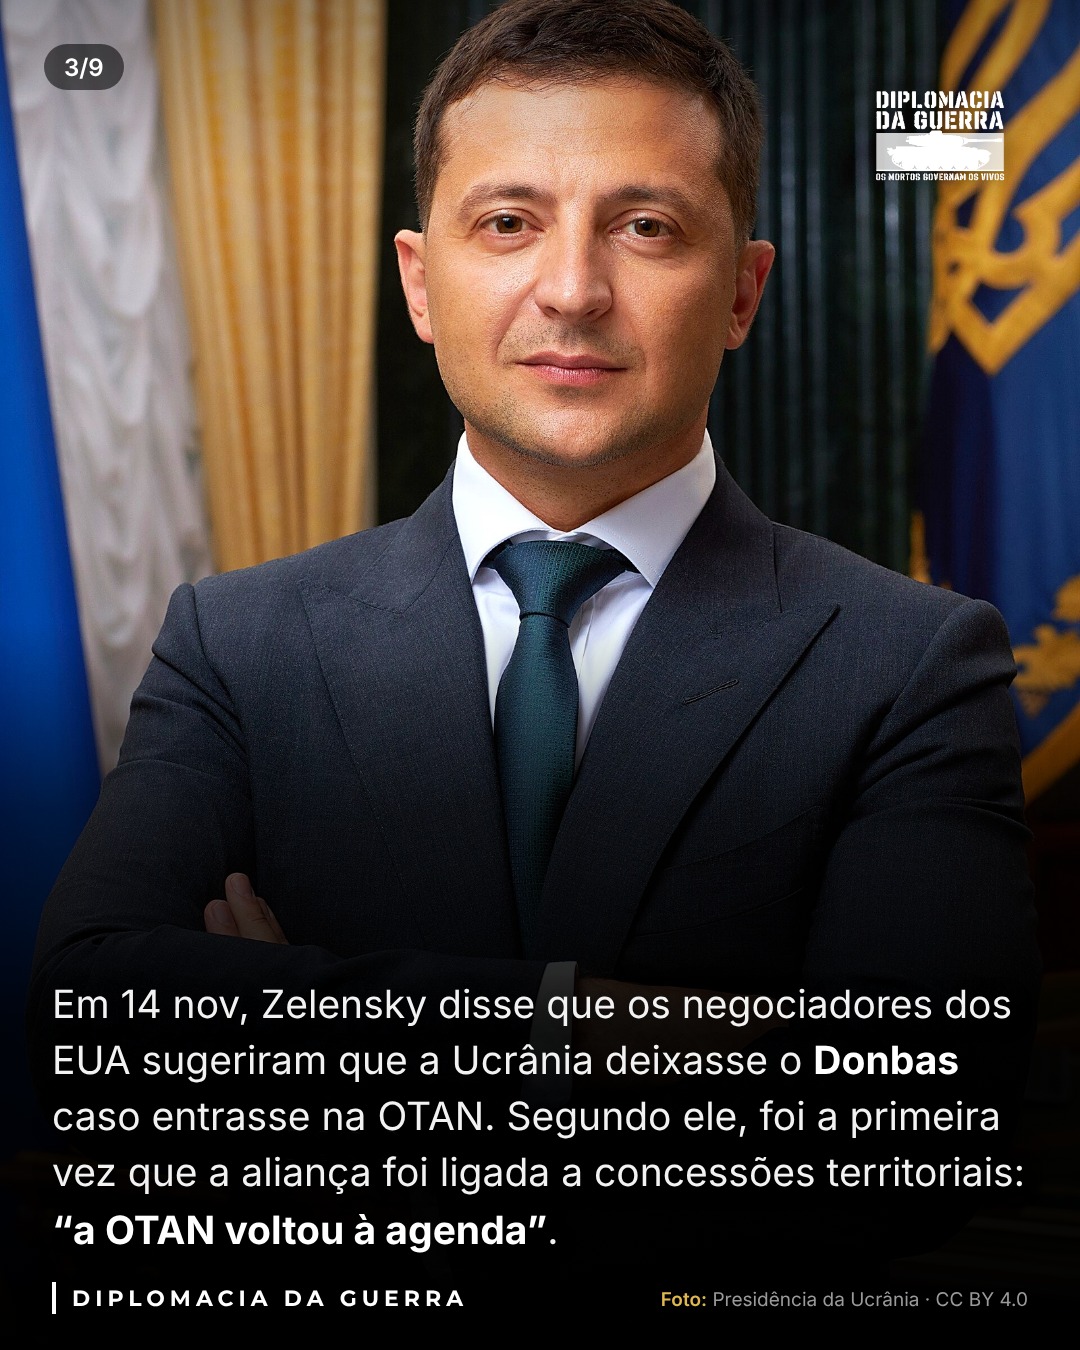 3/9
DIPLOMACIA
DA GUERRA
OS MORTOS GOVERNAM OS VIVOS
Em 14 nov, Zelensky disse que os negociadores dos
EUA sugeriram que a Ucrânia deixasse o Donbas
caso entrasse na OTAN. Segundo ele, foi a primeira
vez que a aliança foi ligada a concessões territoriais:
“a OTAN voltou à agenda”.
DIPLOMACIA DA GUERRA
Foto: Presidência da Ucrânia · CC BY 4.0